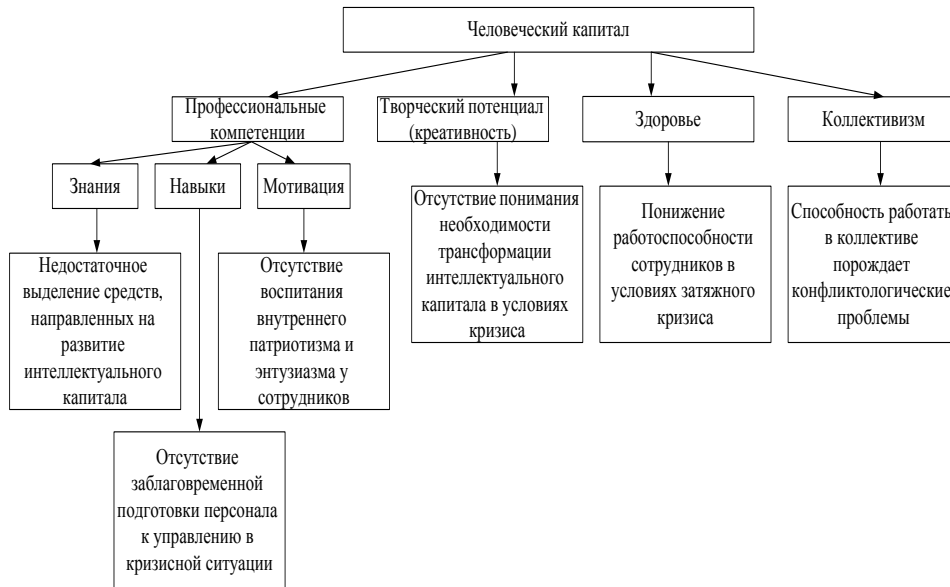 Человеческий капитал
Профессиональные
компетенции
Творческий потенциал
(креативность)
Здоровье
Коллективизм
Знания
Навыки
Мотивация
Недостаточное
выделение средств,
направленных на
развитие
интеллектуального
капитала
Отсутствие
воспитания
внутреннего
патриотизма и
энтузиазма у
сотрудников
Отсутствие понимания
необходимости
трансформации
интеллектуального
капитала в условиях
кризиса
Понижение
работоспособности
сотрудников в
условиях затяжного
кризиса
Способность работать
в коллективе
порождает
конфликтологические
проблемы
Отсутствие
заблаговременной
подготовки персонала
к управлению в
кризисной ситуации